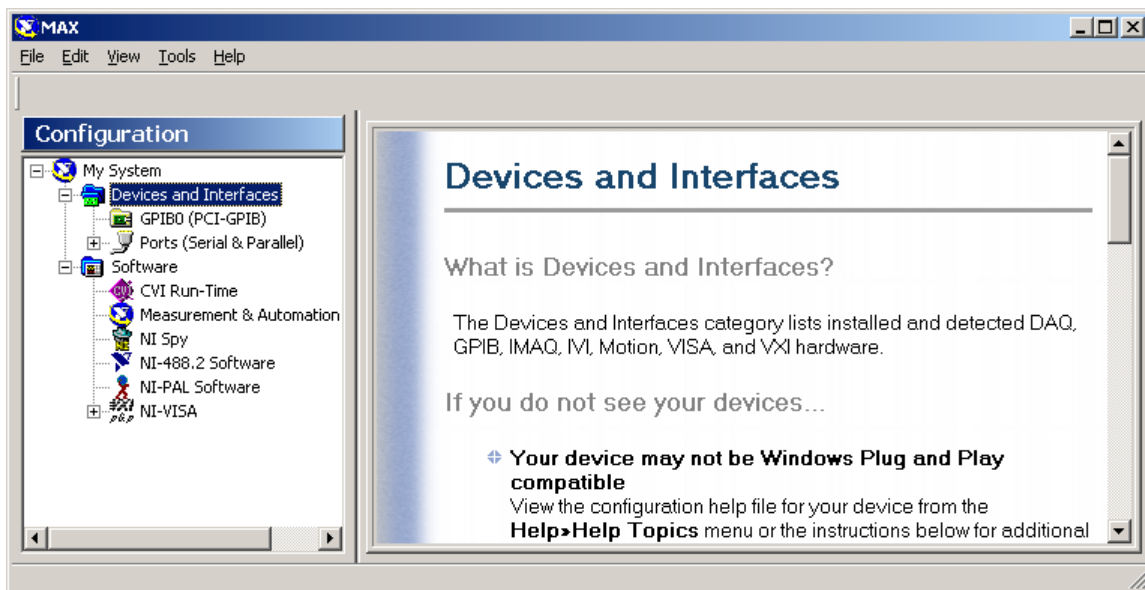 MAX
File Edit View Tools Help
Configuration
My System
Devices and Interfaces
GPIB0 (PCI-GPIB)
Ports (Serial & Parallel)
Software
CVI Run-Time
Measurement & Automation
NI Spy
NI-488.2 Software
NI-PAL Software
NI-VISA
Devices and Interfaces
What is Devices and Interfaces?
The Devices and Interfaces category lists installed and detected DAQ,
GPIB, IMAQ, IVI, Motion, VISA, and VXI hardware.
If you do not see your devices...
Your device may not be Windows Plug and Play
compatible
View the configuration help file for your device from the
Help»Help Topics menu or the instructions below for additional